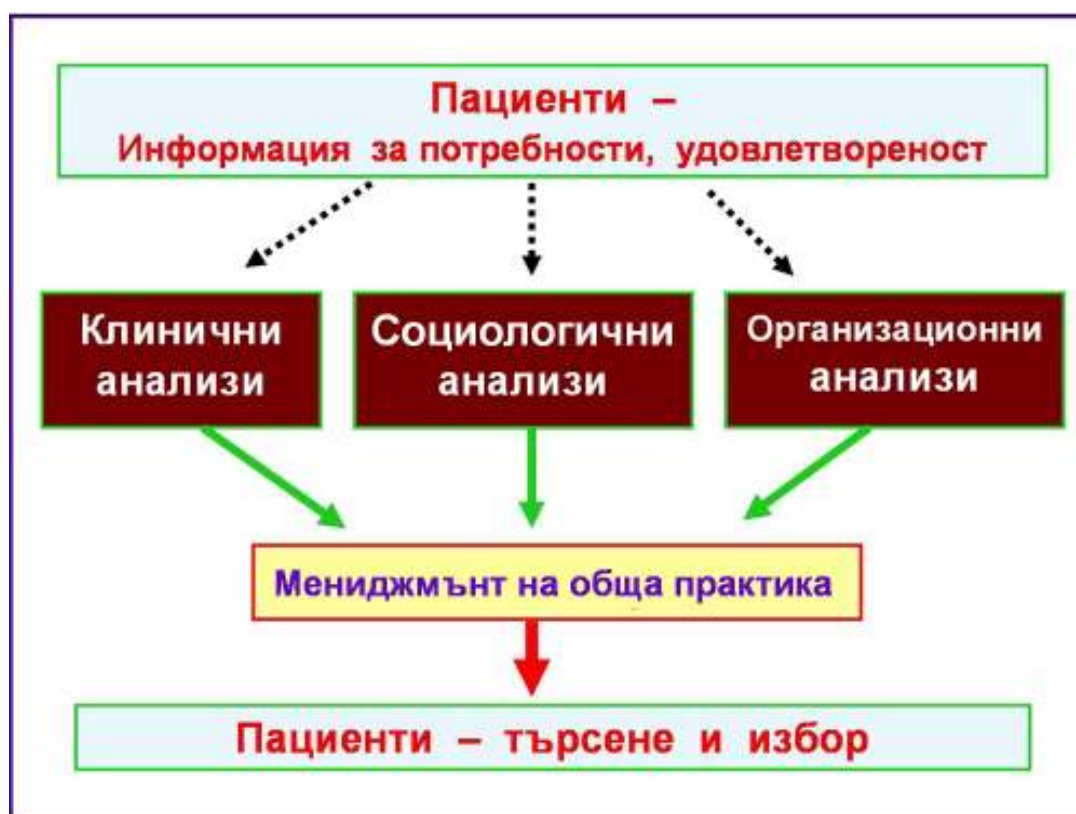 Пациенти –
Информация за потребности, удовлетвореност
Клинични
анализи
Социологични
анализи
Организационни
анализи
Мениджмънт на обща практика
Пациенти – търсене и избор